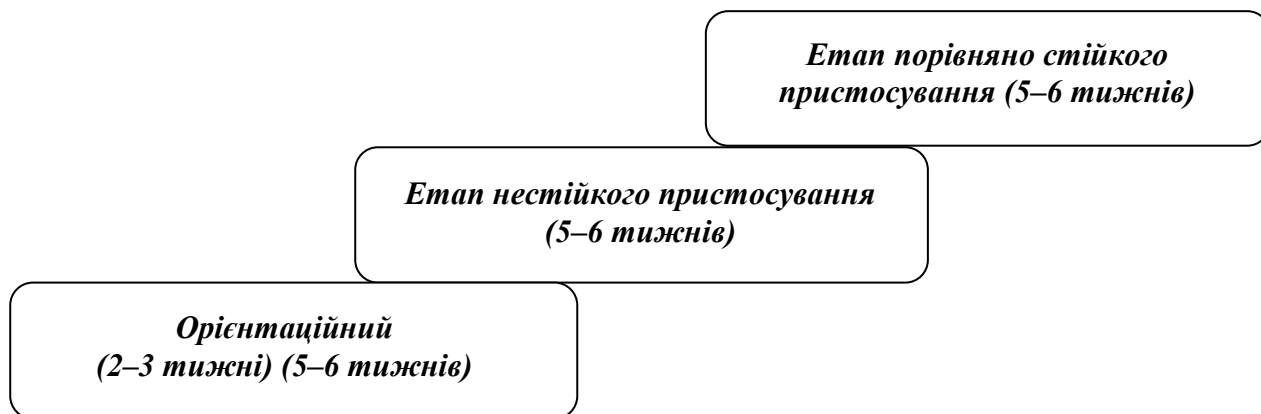 Етап порівняно стійкого
пристосування (5–6 тижнів)
Етап нестійкого пристосування
(5–6 тижнів)
Орієнтаційний
(2–3 тижні) (5–6 тижнів)